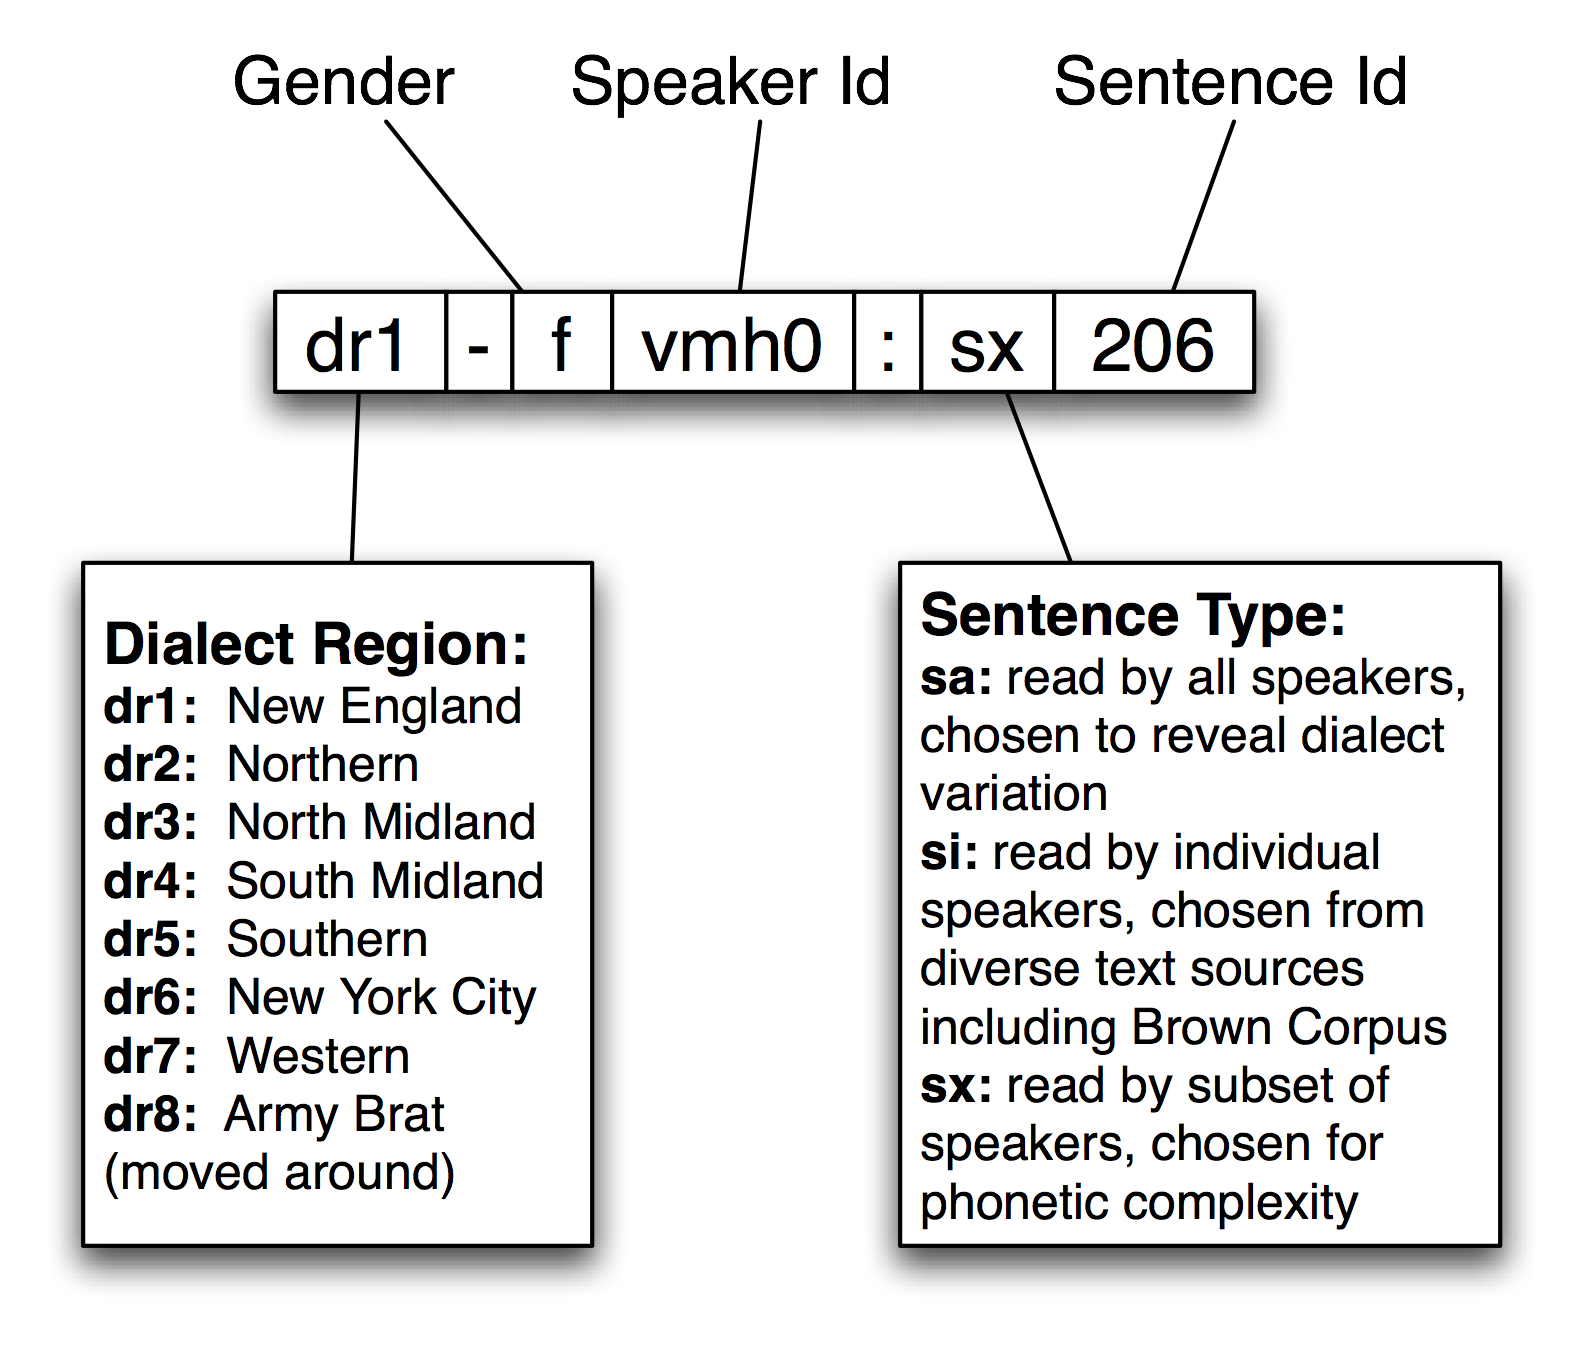 Gender Speaker Id Sentence Id
dr1 - f vmh0 : sx 206
Dialect Region:
dr1: New England
dr2: Northern
dr3: North Midland
dr4: South Midland
dr5: Southern
dr6: New York City
dr7: Western
dr8: Army Brat
(moved around)
Sentence Type:
sa: read by all speakers,
chosen to reveal dialect
variation
si: read by individual
speakers, chosen from
diverse text sources
including Brown Corpus
sx: read by subset of
speakers, chosen for
phonetic complexity